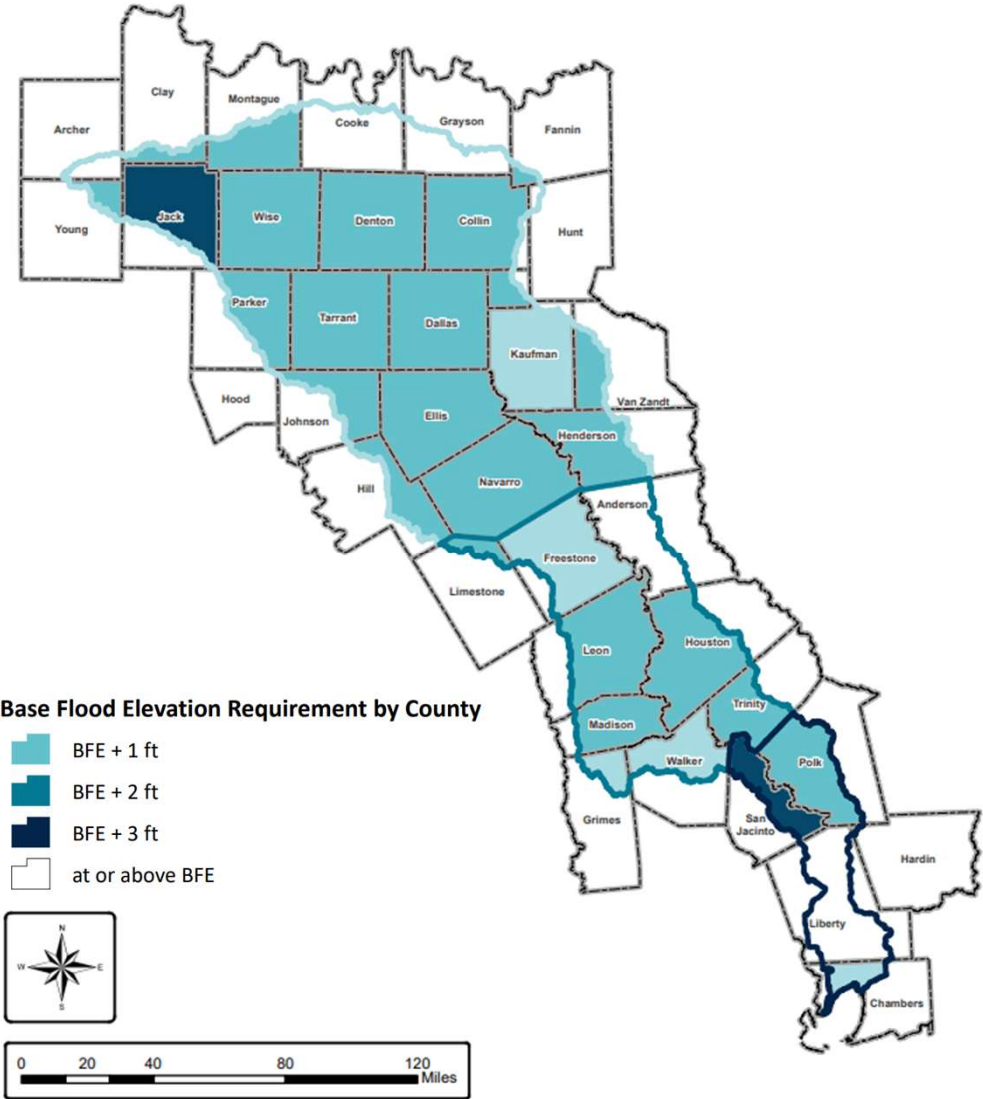 Clay
Montague
Archer
Cooke
Grayson
Fannin
Young
Jack
Wise
Denton
Collin
Hunt
Parker
Tarrant
Dallas
Kaufman
Hood
Johnson
Ellis
Van Zandt
Henderson
Hill
Navarro
Anderson
Freestone
Limestone
Leon
Houston
Madison
Trinity
Walker
Polk
Grimes
San
Jacinto
Hardin
Liberty
Chambers
Base Flood Elevation Requirement by County
BFE + 1 ft
BFE + 2 ft
BFE + 3 ft
at or above BFE
N
W E
S
0 20 40 80 120
Miles